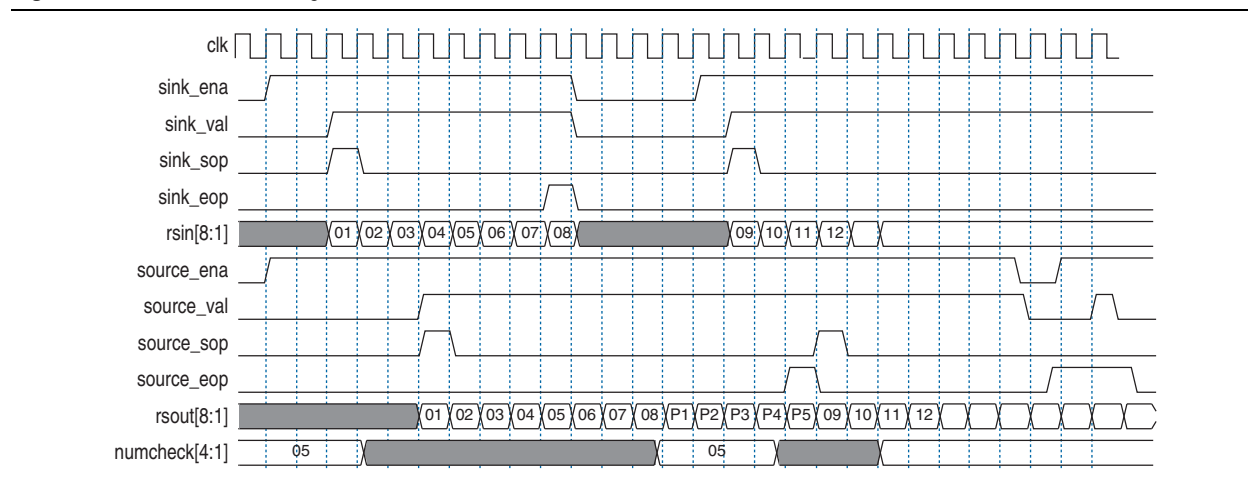 clk
sink_ena
sink_val
sink_sop
sink_eop
rsin[8:1] 01 02 03 04 05 06 07 08 09 10 11 12
source_ena
source_val
source_sop
source_eop
rsout[8:1] 01 02 03 04 05 06 07 08 P1 P2 P3 P4 P5 09 10 11 12
numcheck[4:1] 05 05